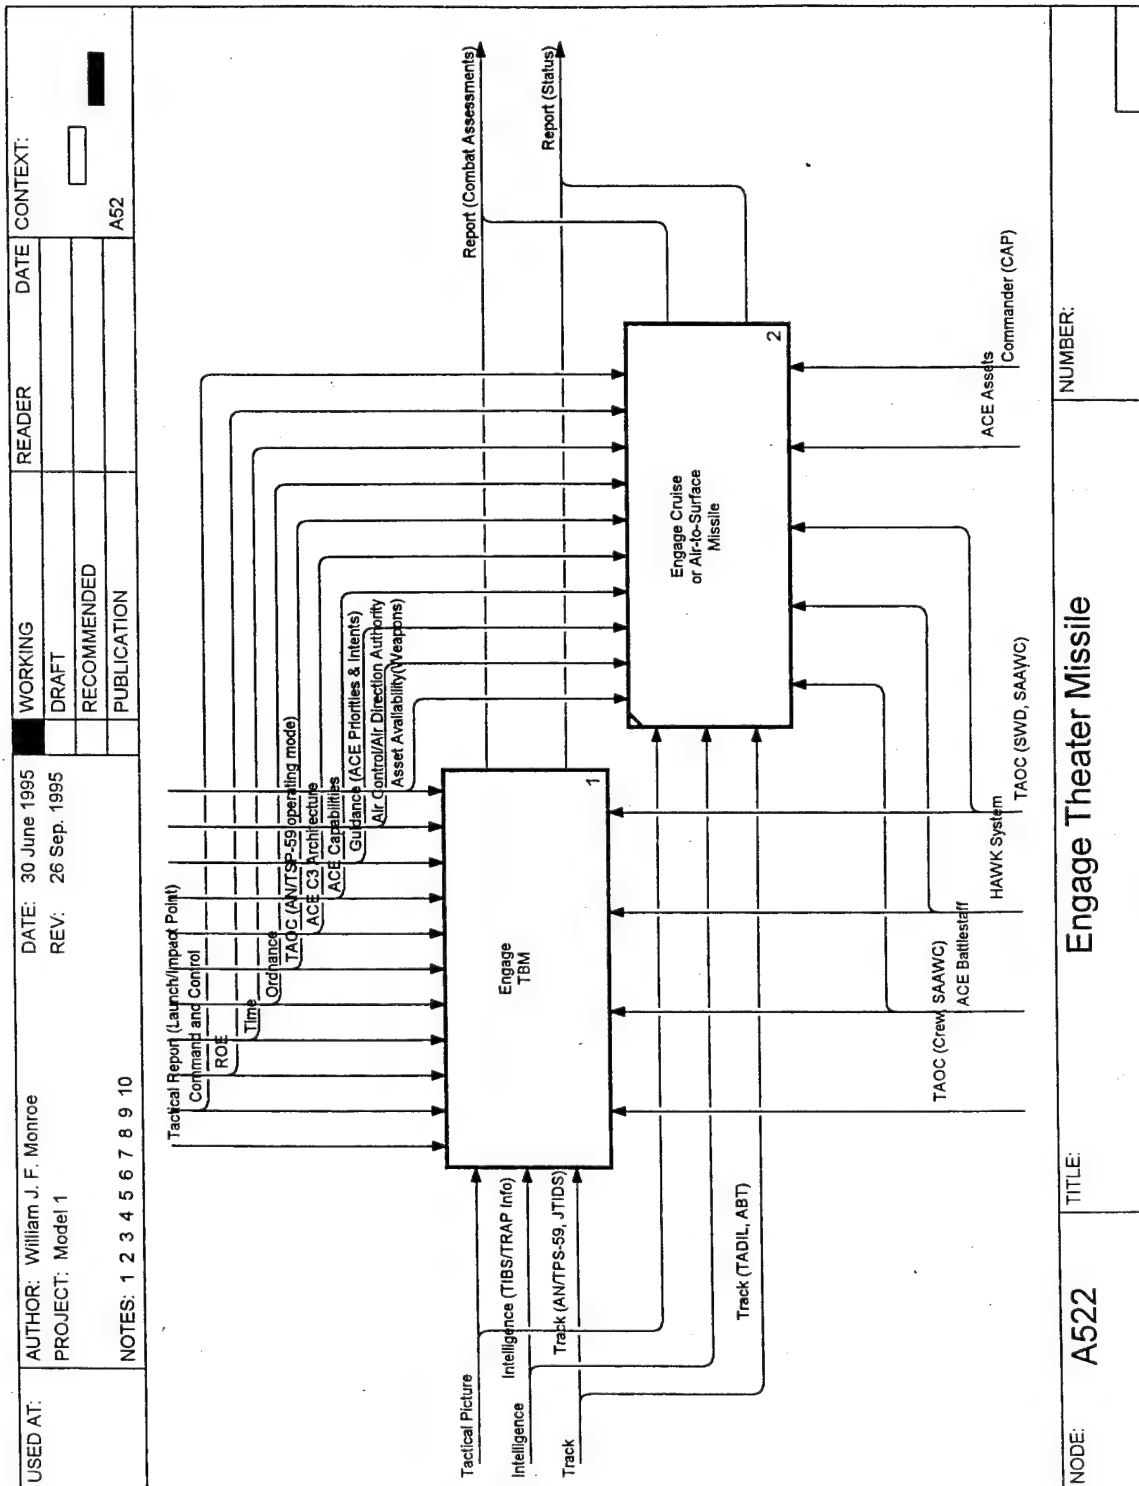 USED AT:
AUTHOR: William J. F. Monroe
PROJECT: Model 1
NOTES: 1 2 3 4 5 6 7 8 9 10
DATE: 30 June 1995
REV: 26 Sep. 1995
WORKING
DRAFT
RECOMMENDED
PUBLICATION
READER
DATE
CONTEXT:
A52
Tactical Report (Launch/Impact Point)
Command and Control
ROE
Time
Ordnance
TAOC (AN/TSP-59 operating mode)
ACE C3 Architecture
ACE Capabilities
Guidance (ACE Priorities & Intents)
Air Control/Air Direction Authority
Asset Availability(Weapons)
Report (Combat Assessments)
Report (Status)
Engage
TBM
1
Engage Cruise
or Air-to-Surface
Missile
2
Tactical Picture
Intelligence
Intelligence (TIBS/TRAP Info)
Track
Track (AN/TPS-59, JTIDS)
Track (TADIL, ABT)
TAOC (Crew, SAAWC)
ACE Battlestaff
HAWK System
TAOC (SWD, SAAWC)
ACE Assets
Commander (CAP)
NODE:
A522
TITLE:
Engage Theater Missile
NUMBER: